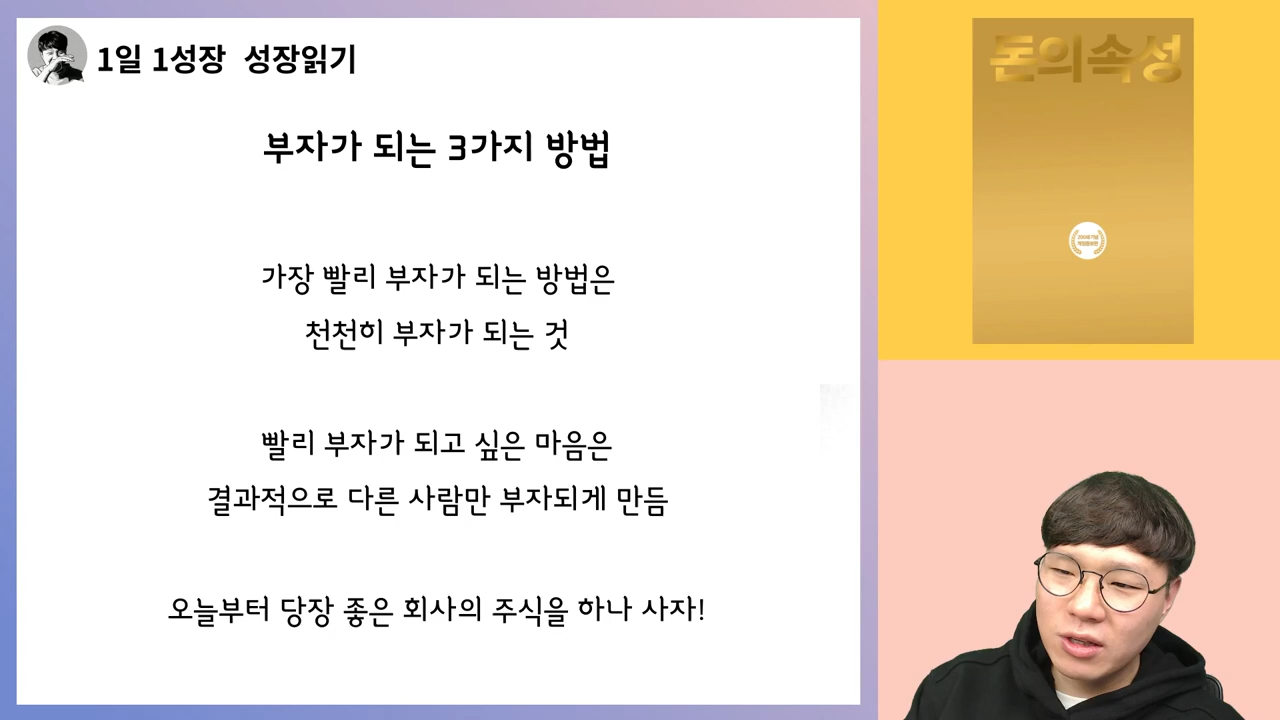 1일 1성장 성장읽기
부자가 되는 3가지 방법
가장 빨리 부자가 되는 방법은
천천히 부자가 되는 것
빨리 부자가 되고 싶은 마음은
결과적으로 다른 사람만 부자되게 만듬
오늘부터 당장 좋은 회사의 주식을 하나 사자!
돈의 속성